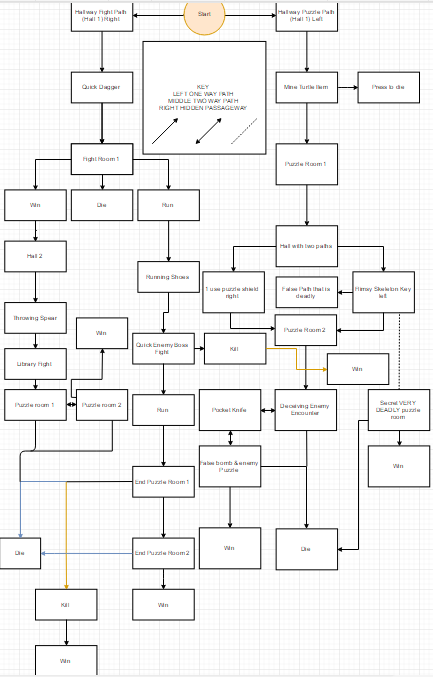 Hallway Fight Path
(Hall 1) Right
Start
Hallway Puzzle Path
(Hall 1) Left
Quick Dagger
KEY
LEFT ONE WAY PATH
MIDDLE TWO WAY PATH
RIGHT HIDDEN PASSAGEWAY
Mine Turtle Item
Press to die
Fight Room 1
Puzzle Room 1
Win
Die
Run
Hall 2
Hall with two paths
Running Shoes
1 use puzzle shield
right
False Path that is
deadly
Flimsy Skeleton Key
left
Throwing Spear
Win
Puzzle Room 2
Library Fight
Quick Enemy Boss
Fight
Kill
Win
Puzzle room 1
Puzzle room 2
Run
Pocket Knife
Deceiving Enemy
Encounter
Secret VERY
DEADLY puzzle
room
False bomb & enemy
Puzzle
Win
End Puzzle Room 1
Die
End Puzzle Room 2
Win
Die
Kill
Win
Win